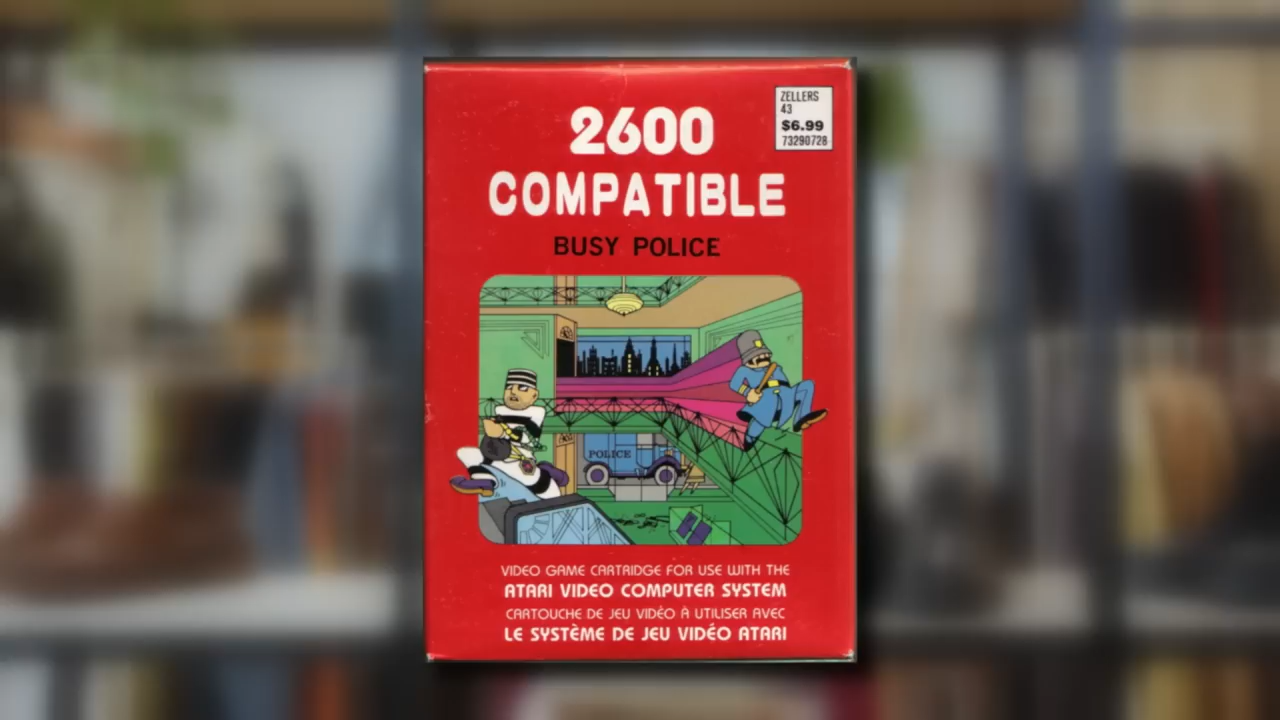 2600
COMPATIBLE
ZELLERS
43
$6.99
73290728
BUSY POLICE
POLICE
VIDEO GAME CARTRIDGE FOR USE WITH THE
ATARI VIDEO COMPUTER SYSTEM
CARTOUCHE DE JEU VIDÉO À UTILISER AVEC
LE SYSTÈME DE JEU VIDÉO ATARI